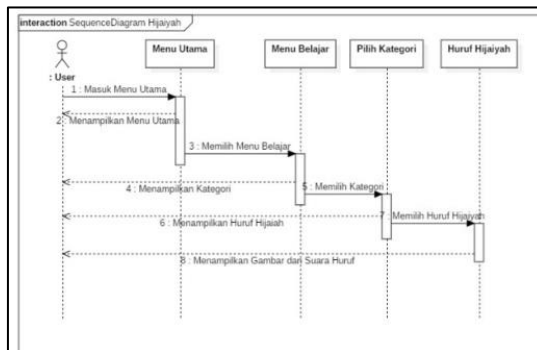 interaction SequenceDiagram Hijaiyah
Menu Utama
Menu Belajar
Pilih Kategori
Huruf Hijaiyah
: User
1 : Masuk Menu Utama
2 : Menampilkan Menu Utama
3 : Memilih Menu Belajar
4 : Menampilkan Kategori
5 : Memilih Kategori
6 : Menampilkan Huruf Hijaiah
7 : Memilih Huruf Hijaiyah
8 : Menampilkan Gambar dan Suara Huruf